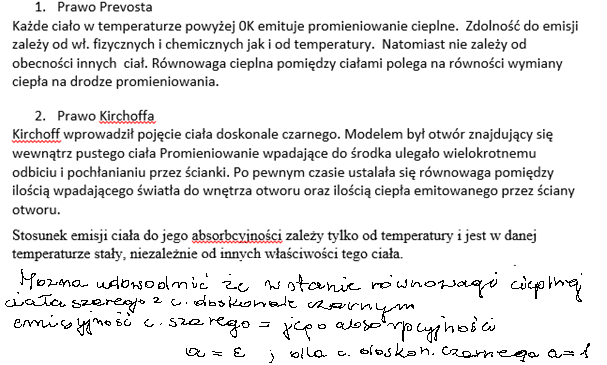 1. Prawo Prevosta
Każde ciało w temperaturze powyżej 0K emituje promieniowanie cieplne. Zdolność do emisji
zależy od wł. fizycznych i chemicznych jak i od temperatury. Natomiast nie zależy od
obecności innych ciał. Równowaga cieplna pomiędzy ciałami polega na równości wymiany
ciepła na drodze promieniowania.
2. Prawo Kirchoffa
Kirchoff wprowadził pojęcie ciała doskonale czarnego. Modelem był otwór znajdujący się
wewnątrz pustego ciała Promieniowanie wpadające do środka ulegało wielokrotnemu
odbiciu i pochłanianiu przez ścianki. Po pewnym czasie ustalała się równowaga pomiędzy
ilością wpadającego światła do wnętrza otworu oraz ilością ciepła emitowanego przez ściany
otworu.
Stosunek emisji ciała do jego absorbcyjności zależy tylko od temperatury i jest w danej
temperaturze stały, niezależnie od innych właściwości tego ciała.
Można udowodnić że w stanie równowagi cieplnej
ciała szarego z c. doskonale czarnym
emisyjność c. szarego = jego absorpcyjności
a = ε ; dla c. doskon. czarnego a=1